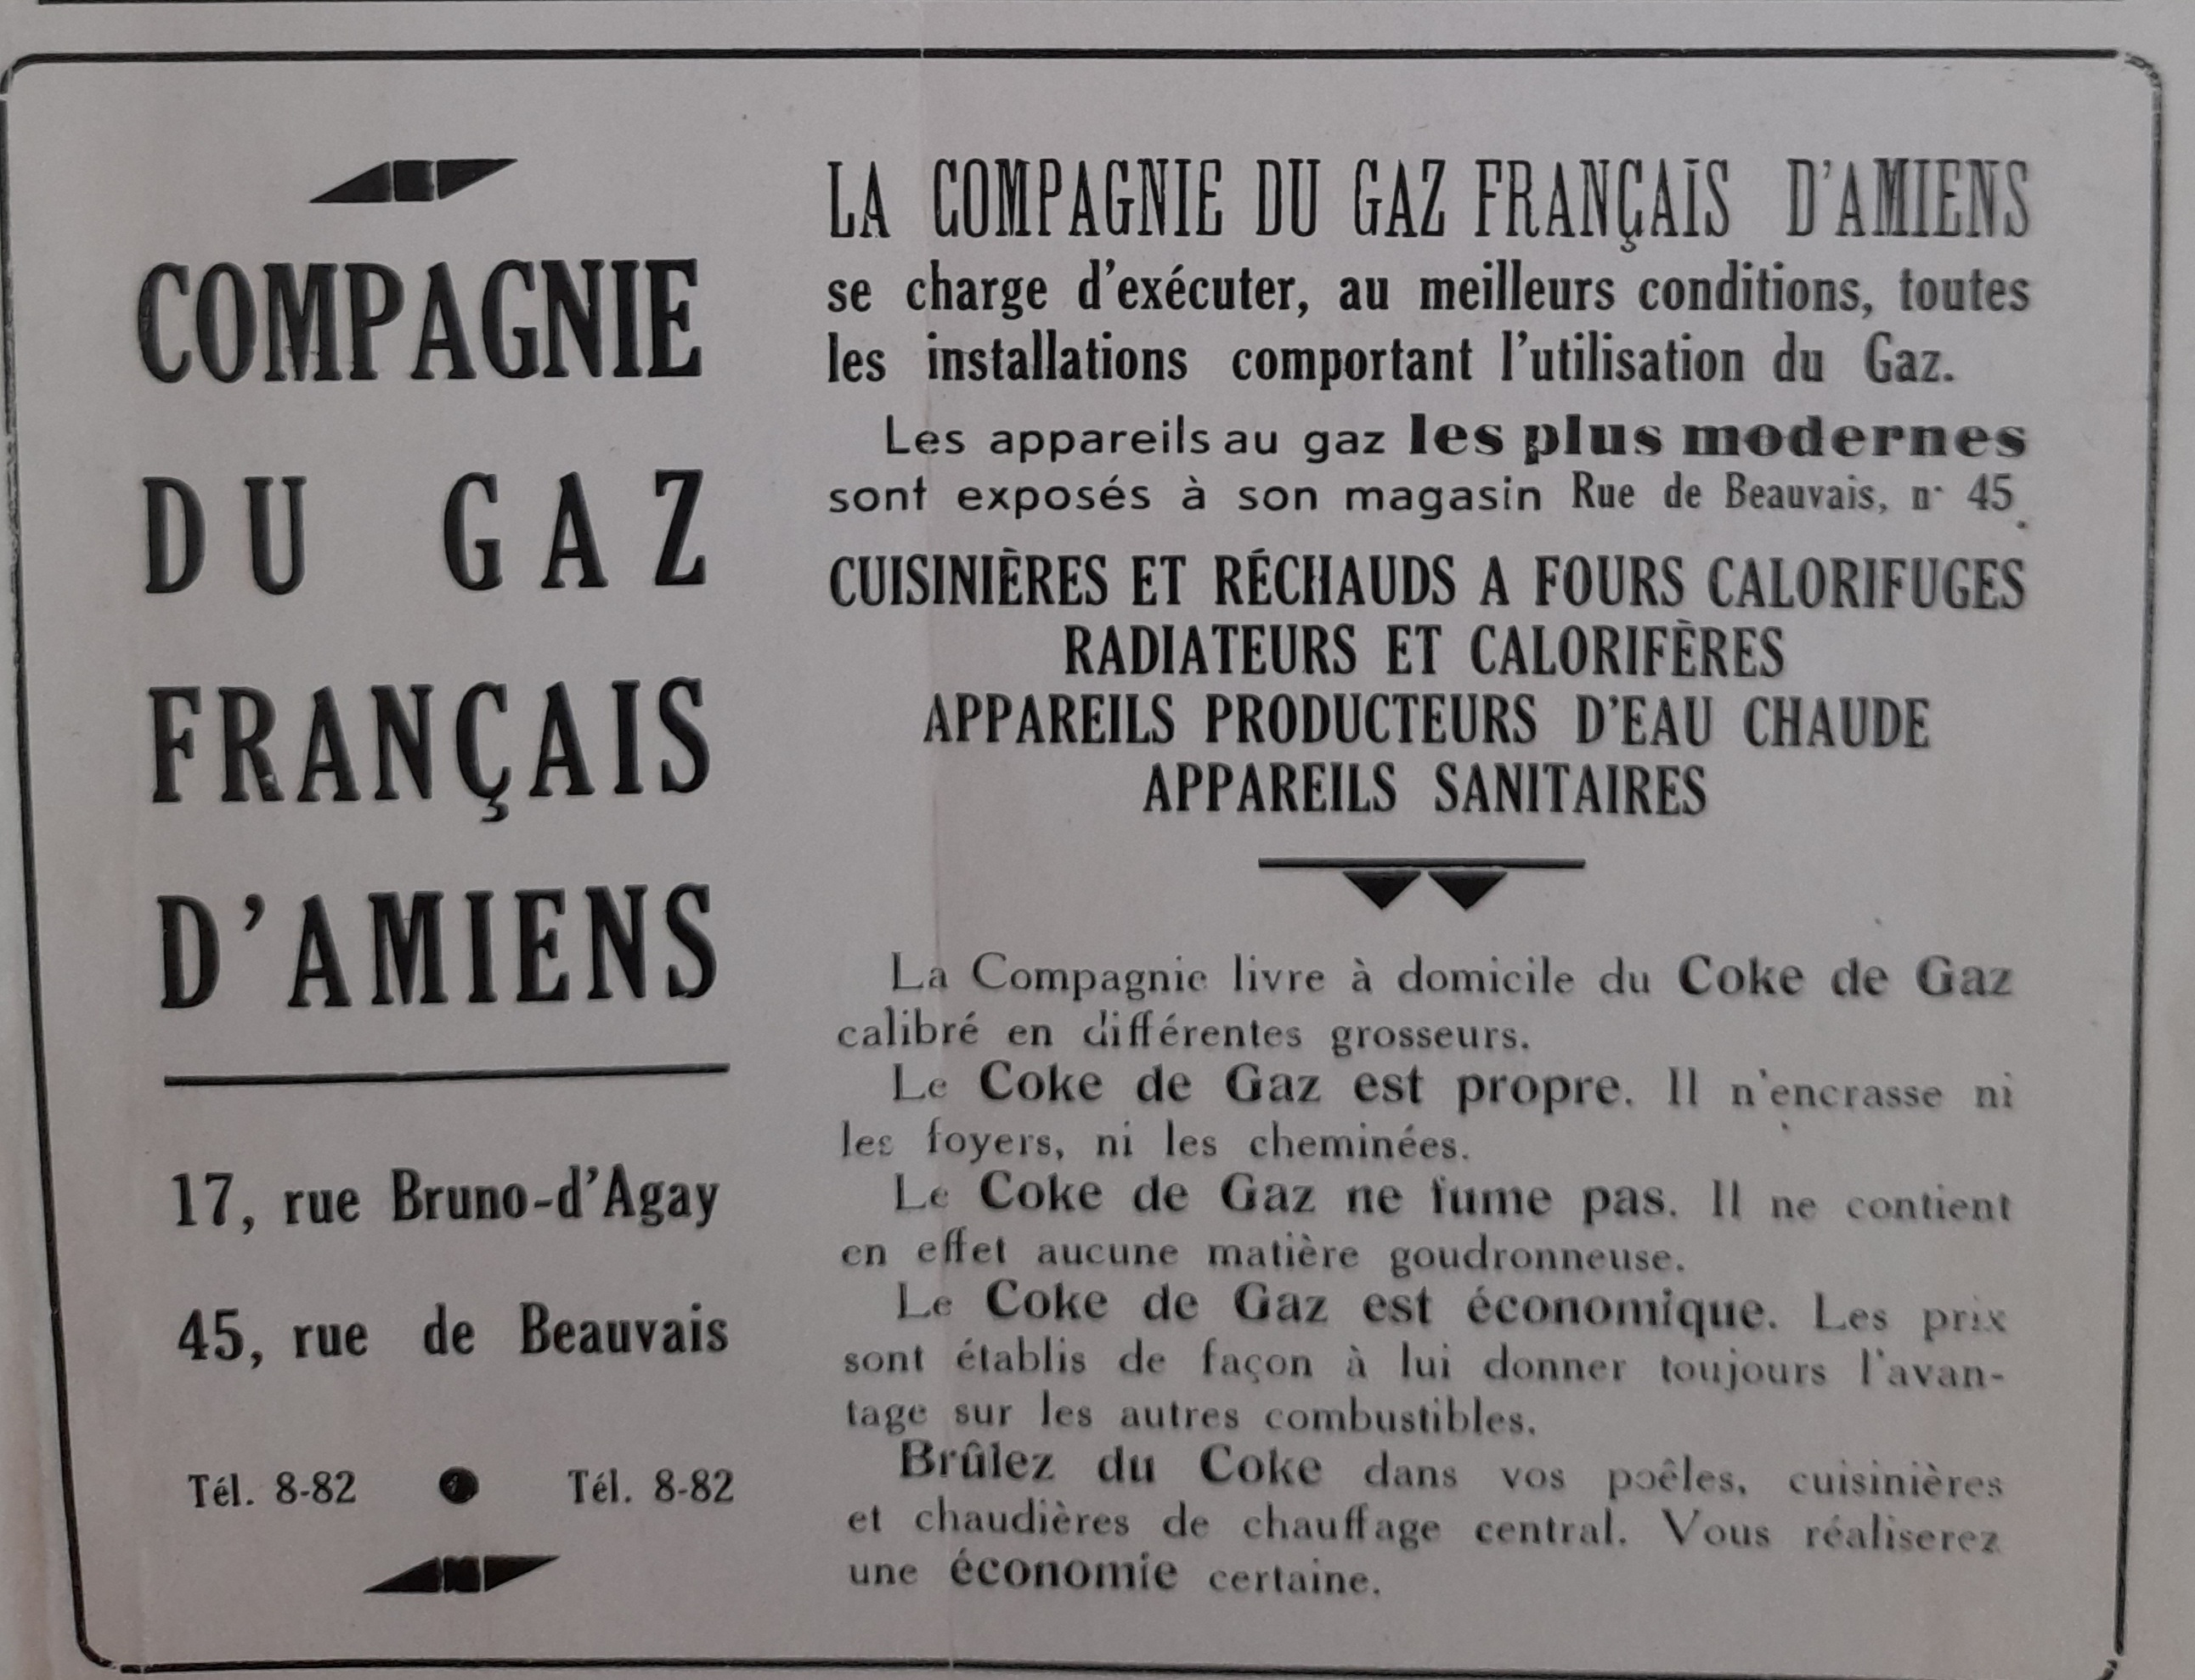 COMPAGNIE
DU GAZ
FRANÇAIS
D'AMIENS
17, rue Bruno-d'Agay
45, rue de Beauvais
Tél. 8-82 Tél. 8-82
LA COMPAGNIE DU GAZ FRANÇAIS D'AMIENS
se charge d'exécuter, au meilleurs conditions, toutes
les installations comportant l'utilisation du Gaz.
Les appareils au gaz les plus modernes
sont exposés à son magasin Rue de Beauvais, n° 45.
CUISINIÈRES ET RÉCHAUDS A FOURS CALORIFUGES
RADIATEURS ET CALORIFÈRES
APPAREILS PRODUCTEURS D'EAU CHAUDE
APPAREILS SANITAIRES
La Compagnie livre à domicile du Coke de Gaz
calibré en différentes grosseurs.
Le Coke de Gaz est propre. Il n'encrasse ni
les foyers, ni les cheminées.
Le Coke de Gaz ne fume pas. Il ne contient
en effet aucune matière goudronneuse.
Le Coke de Gaz est économique. Les prix
sont établis de façon à lui donner toujours l'avan-
tage sur les autres combustibles.
Brûlez du Coke dans vos poêles, cuisinières
et chaudières de chauffage central. Vous réaliserez
une économie certaine.